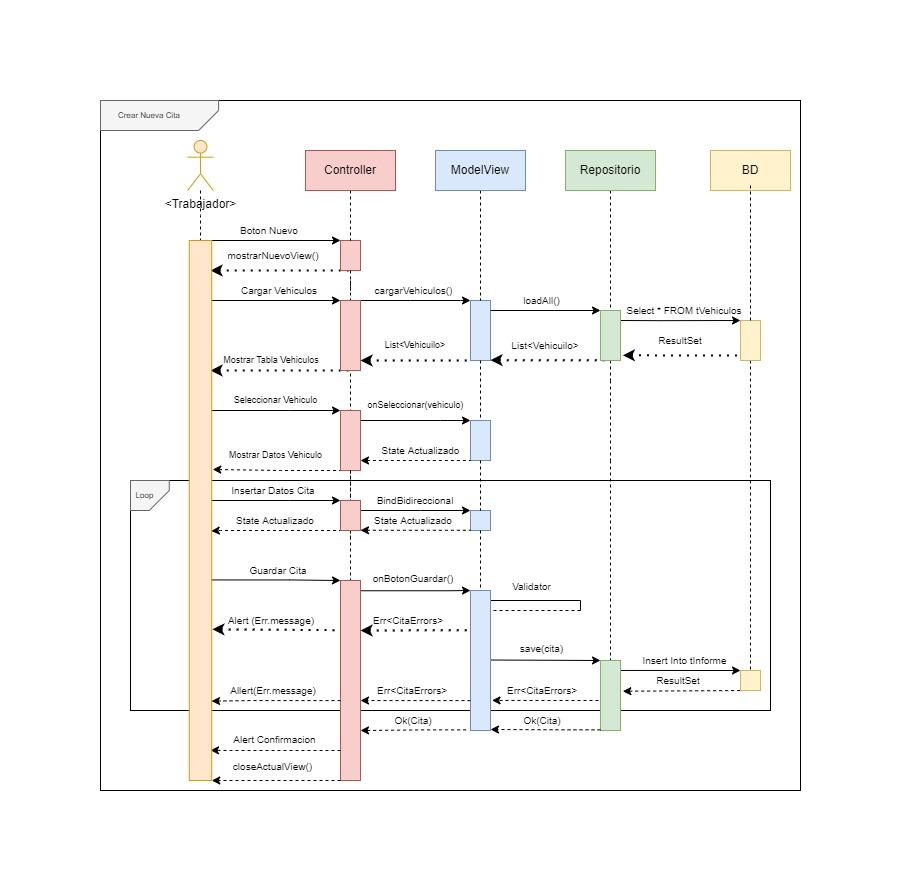 Crear Nueva Cita
Controller
ModelView
Repositorio
BD
<Trabajador>
Boton Nuevo
mostrarNuevoView()
Cargar Vehiculos
cargarVehiculos()
loadAll()
Select * FROM tVehiculos
ResultSet
List<Vehiculo>
List<Vehicuilo>
Mostrar Tabla Vehiculos
Seleccionar Vehiculo
onSeleccionar(vehiculo)
State Actualizado
Mostrar Datos Vehiculo
Loop
Insertar Datos Cita
BindBidireccional
State Actualizado
State Actualizado
Guardar Cita
onBotonGuardar()
Validator
Alert (Err.message)
Err<CitaErrors>
save(cita)
Insert Into tInforme
ResultSet
Allert(Err.message)
Err<CitaErrors>
Err<CitaErrors>
Ok(Cita)
Ok(Cita)
Alert Confirmacion
closeActualView()